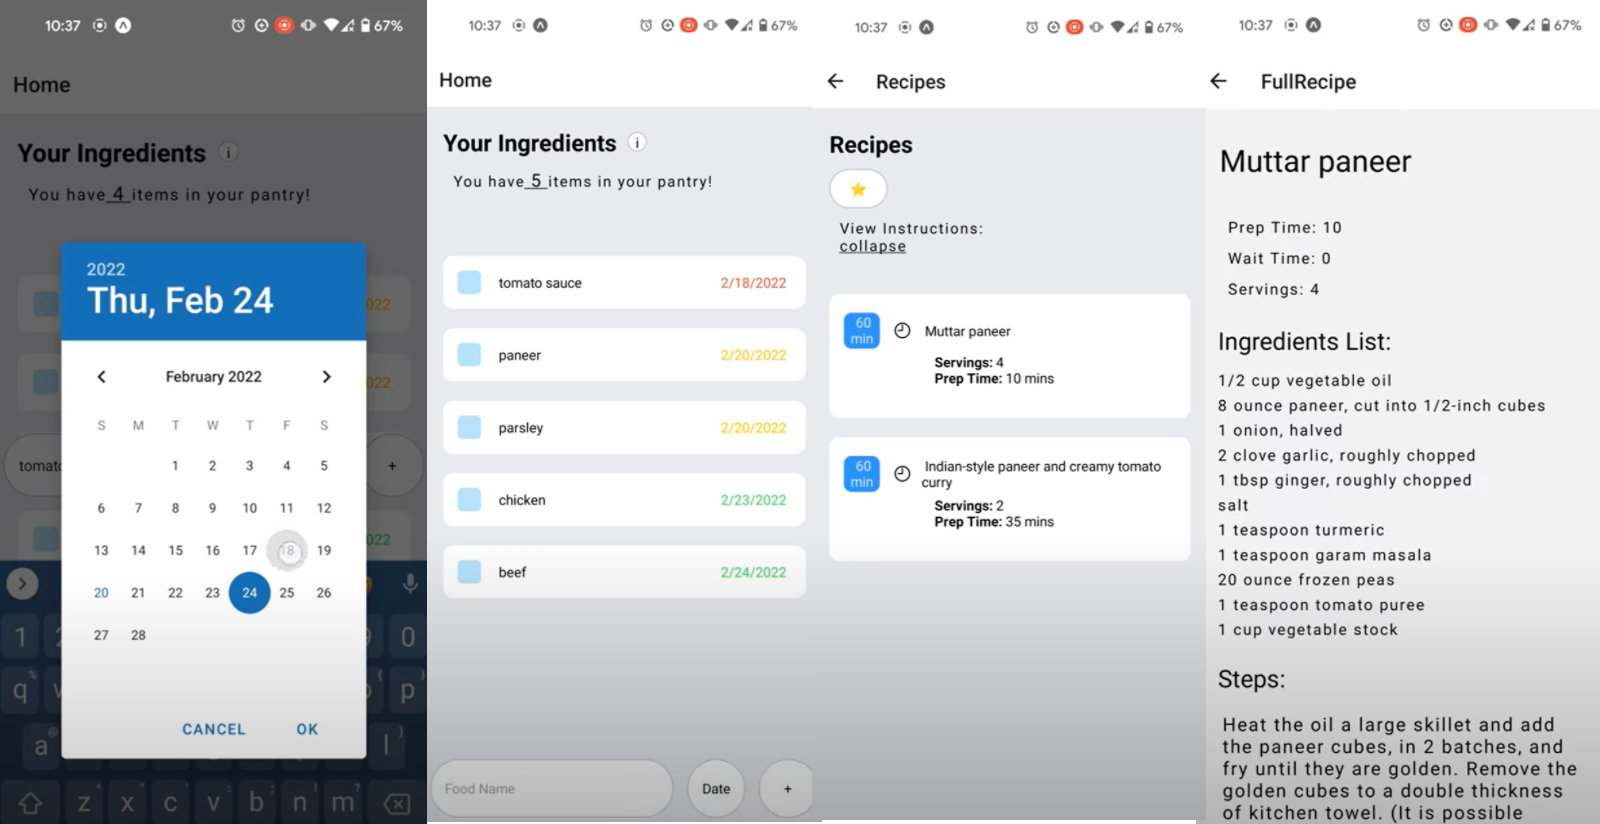 10:37
67%
Home
Your Ingredients i
You have 4 items in your pantry!
022
022
tomato
+
022
2022
Thu, Feb 24
February 2022
S M T W T F S
1 2 3 4 5
6 7 8 9 10 11 12
13 14 15 16 17 18 19
20 21 22 23 24 25 26
27 28
CANCEL OK
1 2 9 0
q w o p
a l
z x c v b n m
10:37
67%
Home
Your Ingredients i
You have 5 items in your pantry!
tomato sauce 2/18/2022
paneer 2/20/2022
parsley 2/20/2022
chicken 2/23/2022
beef 2/24/2022
Food Name Date +
10:37
67%
Recipes
Recipes
View Instructions:
collapse
60 min
Muttar paneer
Servings: 4
Prep Time: 10 mins
60 min
Indian-style paneer and creamy tomato
curry
Servings: 2
Prep Time: 35 mins
10:37
67%
FullRecipe
Muttar paneer
Prep Time: 10
Wait Time: 0
Servings: 4
Ingredients List:
1/2 cup vegetable oil
8 ounce paneer, cut into 1/2-inch cubes
1 onion, halved
2 clove garlic, roughly chopped
1 tbsp ginger, roughly chopped
salt
1 teaspoon turmeric
1 teaspoon garam masala
20 ounce frozen peas
1 teaspoon tomato puree
1 cup vegetable stock
Steps:
Heat the oil a large skillet and add
the paneer cubes, in 2 batches, and
fry until they are golden. Remove the
golden cubes to a double thickness
of kitchen towel. (It is possible